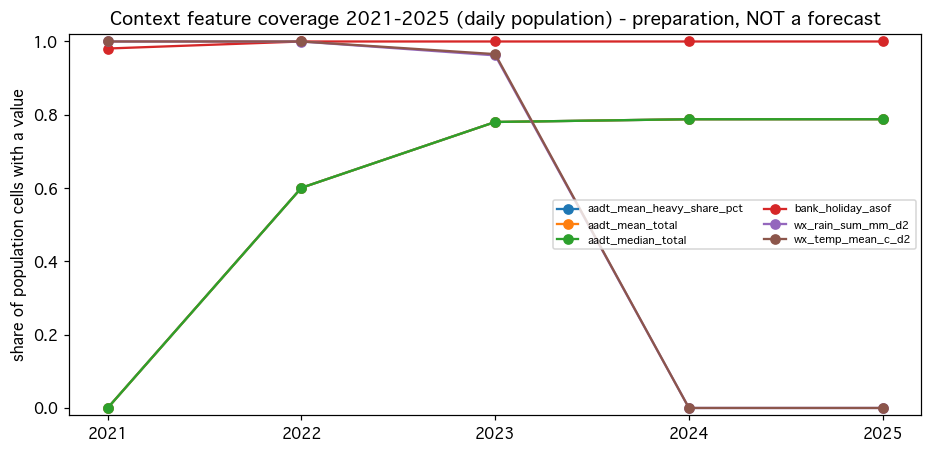 Context feature coverage 2021-2025 (daily population) - preparation, NOT a forecast
share of population cells with a value
1.0
0.8
0.6
0.4
0.2
0.0
aadt_mean_heavy_share_pct
aadt_mean_total
aadt_median_total
bank_holiday_asof
wx_rain_sum_mm_d2
wx_temp_mean_c_d2
2021 2022 2023 2024 2025